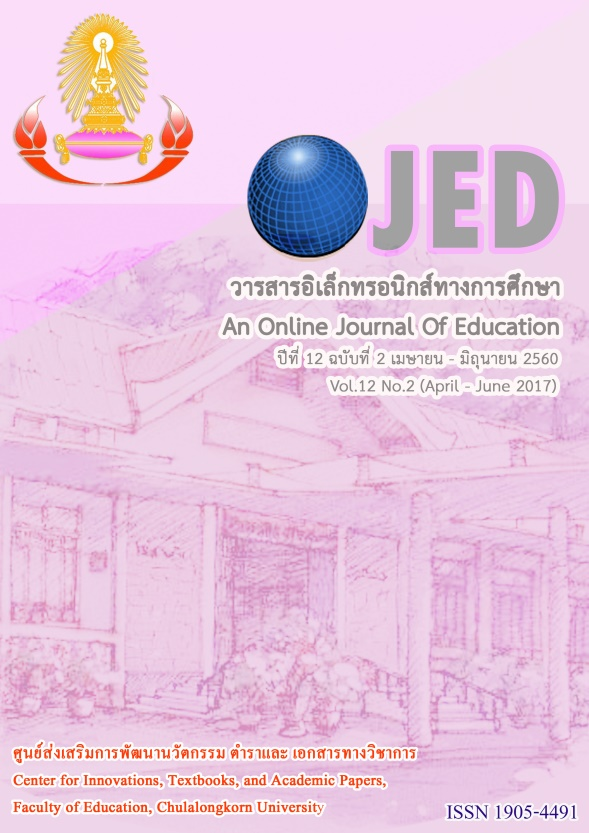 OJED
วารสารอิเล็กทรอนิกส์ทางการศึกษา
An Online Journal Of Education
ปีที่ 12 ฉบับที่ 2 เมษายน - มิถุนายน 2560
Vol.12 No.2 (April - June 2017)
ศูนย์ส่งเสริมการพัฒนานวัตกรรม ตำราและ เอกสารทางวิชาการ
Center for Innovations, Textbooks, and Academic Papers,
Faculty of Education, Chulalongkorn University
ISSN 1905-4491